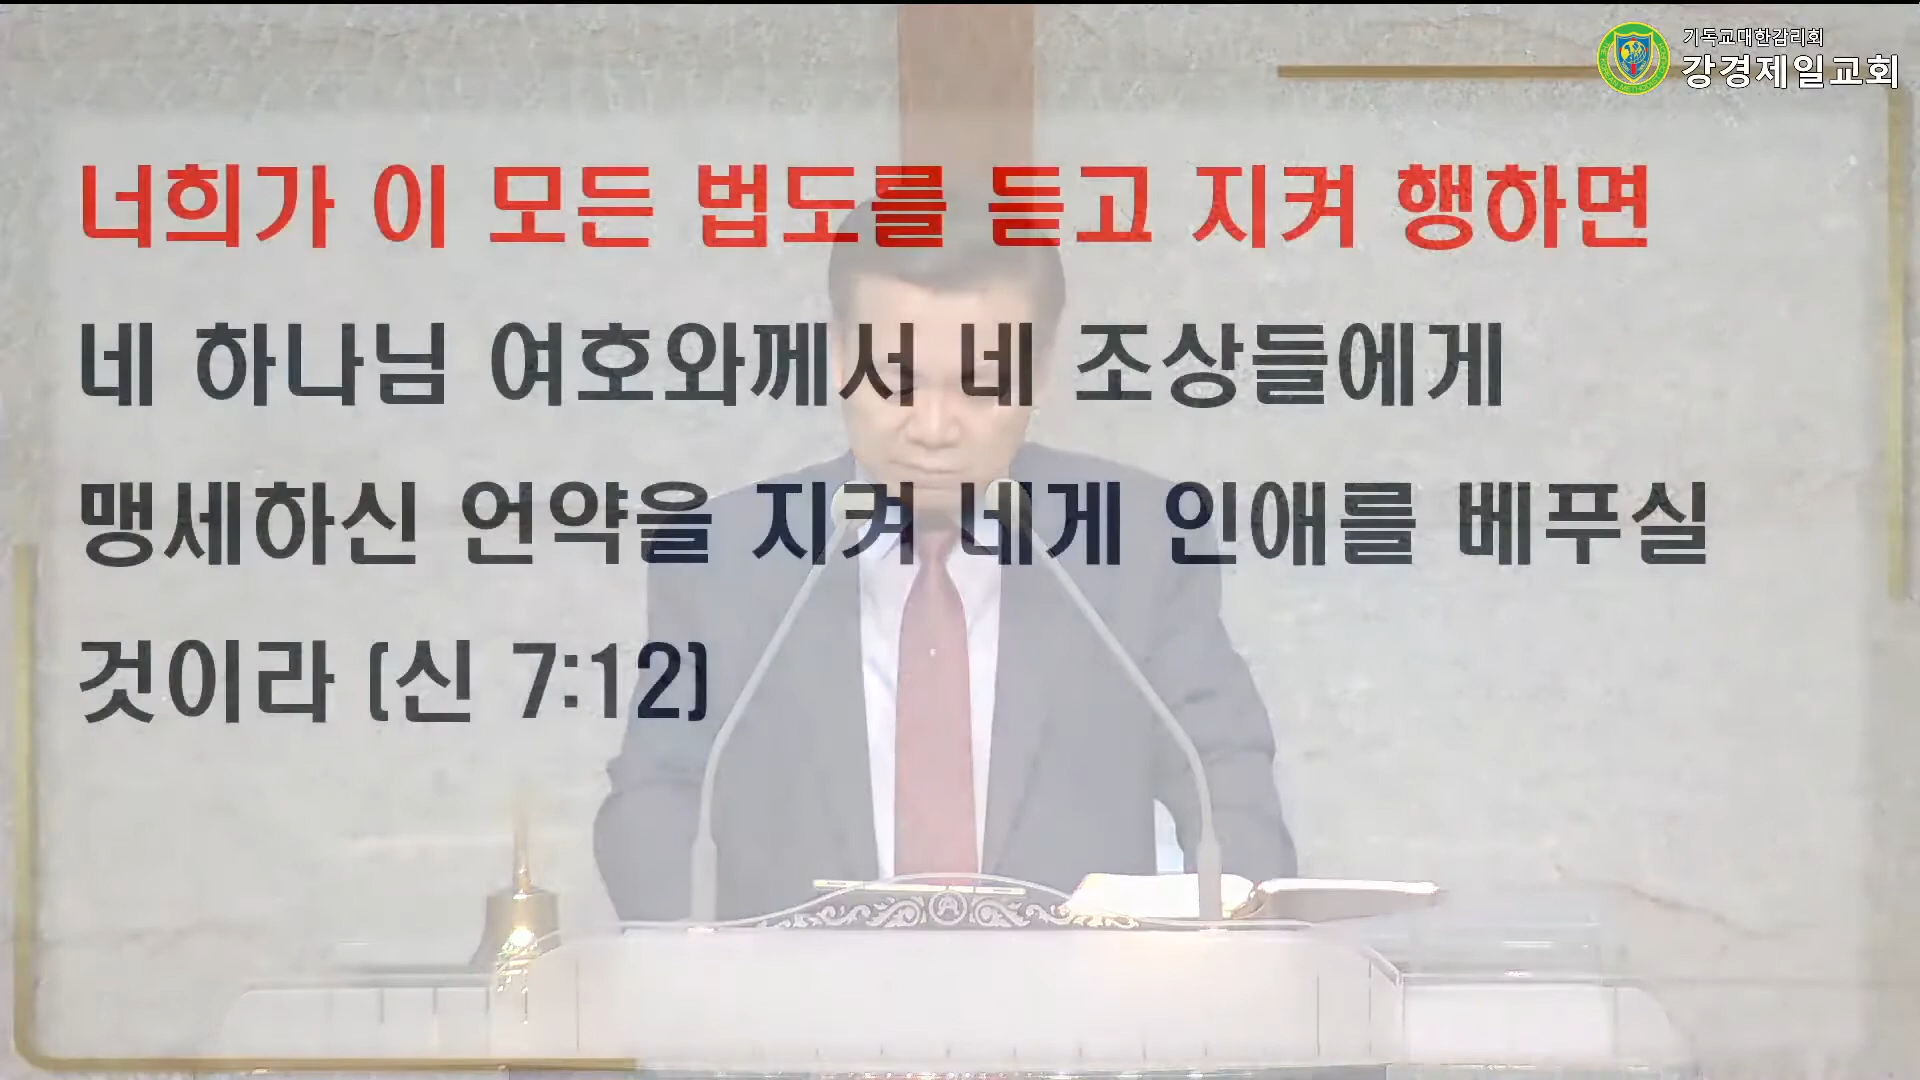 기독교대한감리회
강경제일교회
너희가 이 모든 법도를 듣고 지켜 행하면
네 하나님 여호와께서 네 조상들에게
맹세하신 언약을 지켜 네게 인애를 베푸실
것이라 (신 7:12)